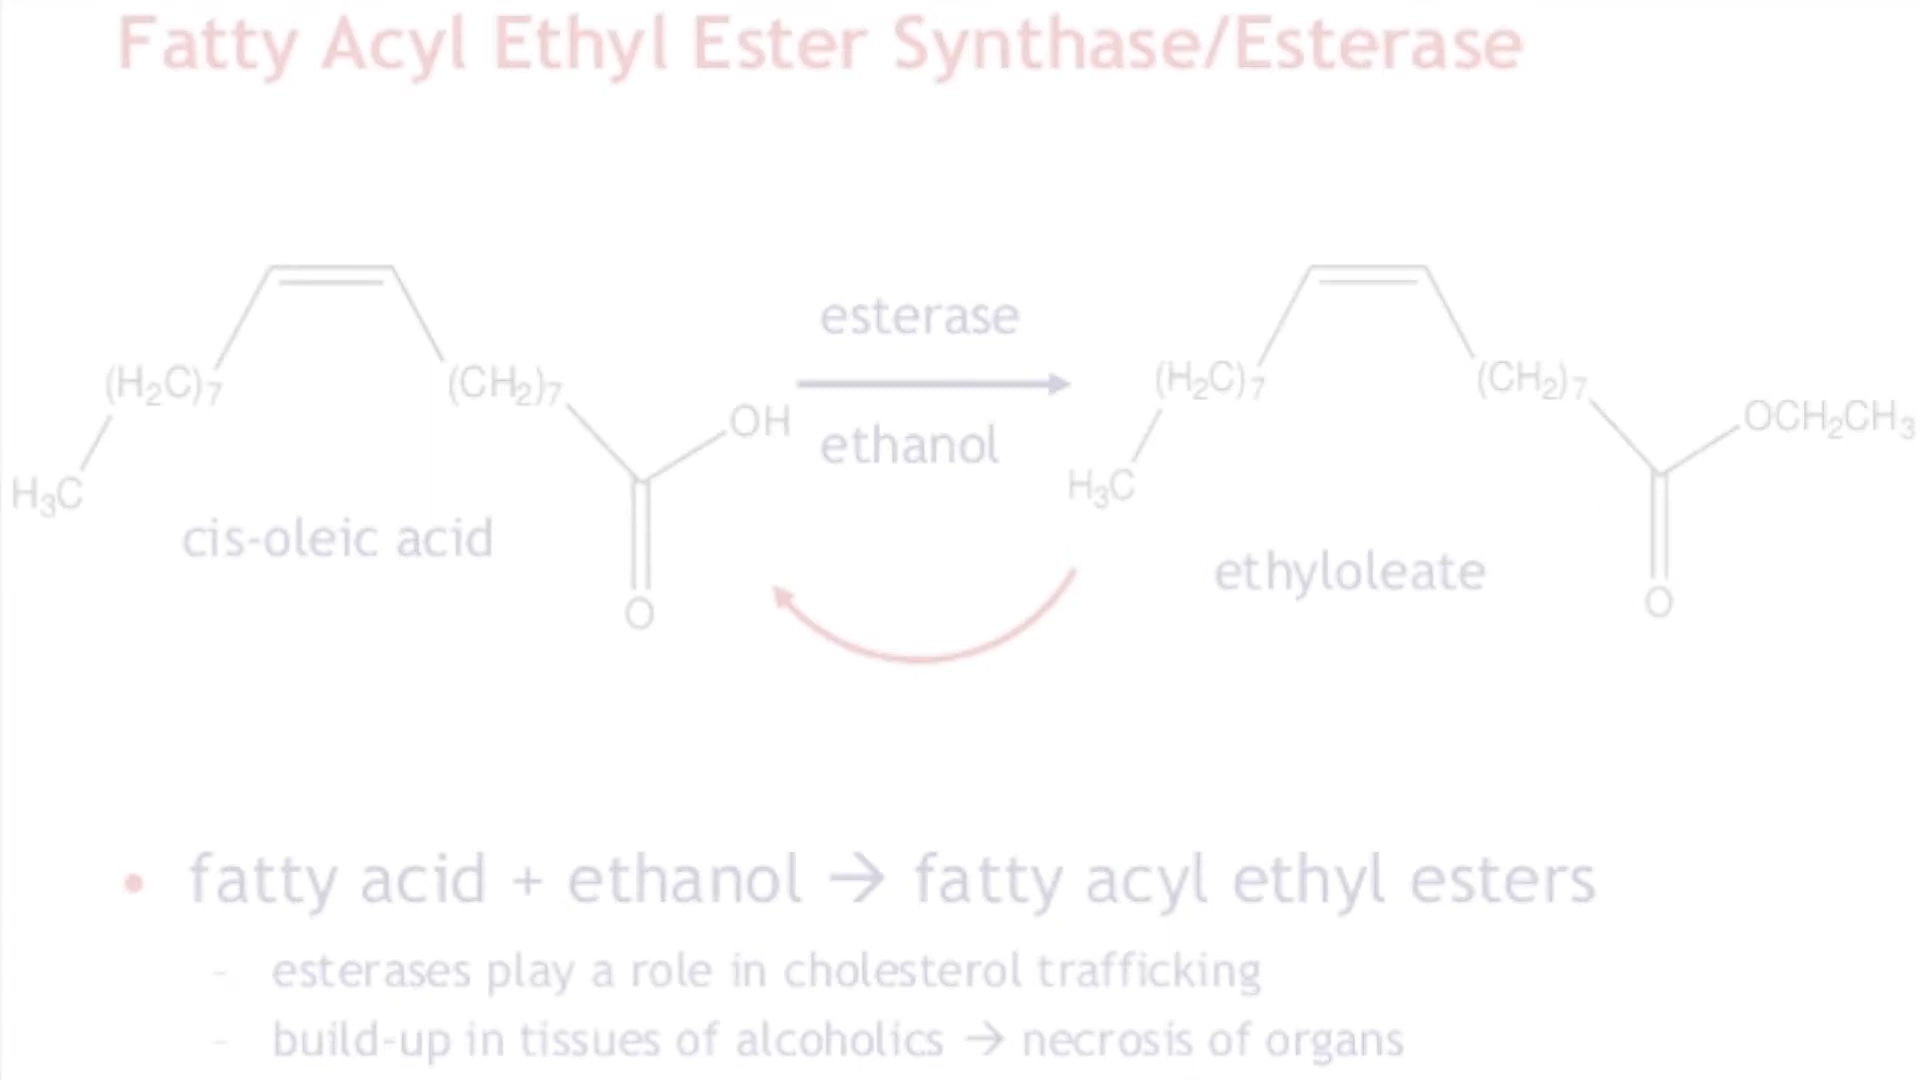 Fatty Acyl Ethyl Ester Synthase/Esterase
esterase
(H₂C)₇
(CH₂)₇
OH
ethanol
(H₂C)₇
(CH₂)₇
OCH₂CH₃
H₃C
H₃C
cis-oleic acid
ethyloleate
O
O
• fatty acid + ethanol → fatty acyl ethyl esters
- esterases play a role in cholesterol trafficking
- build-up in tissues of alcoholics → necrosis of organs